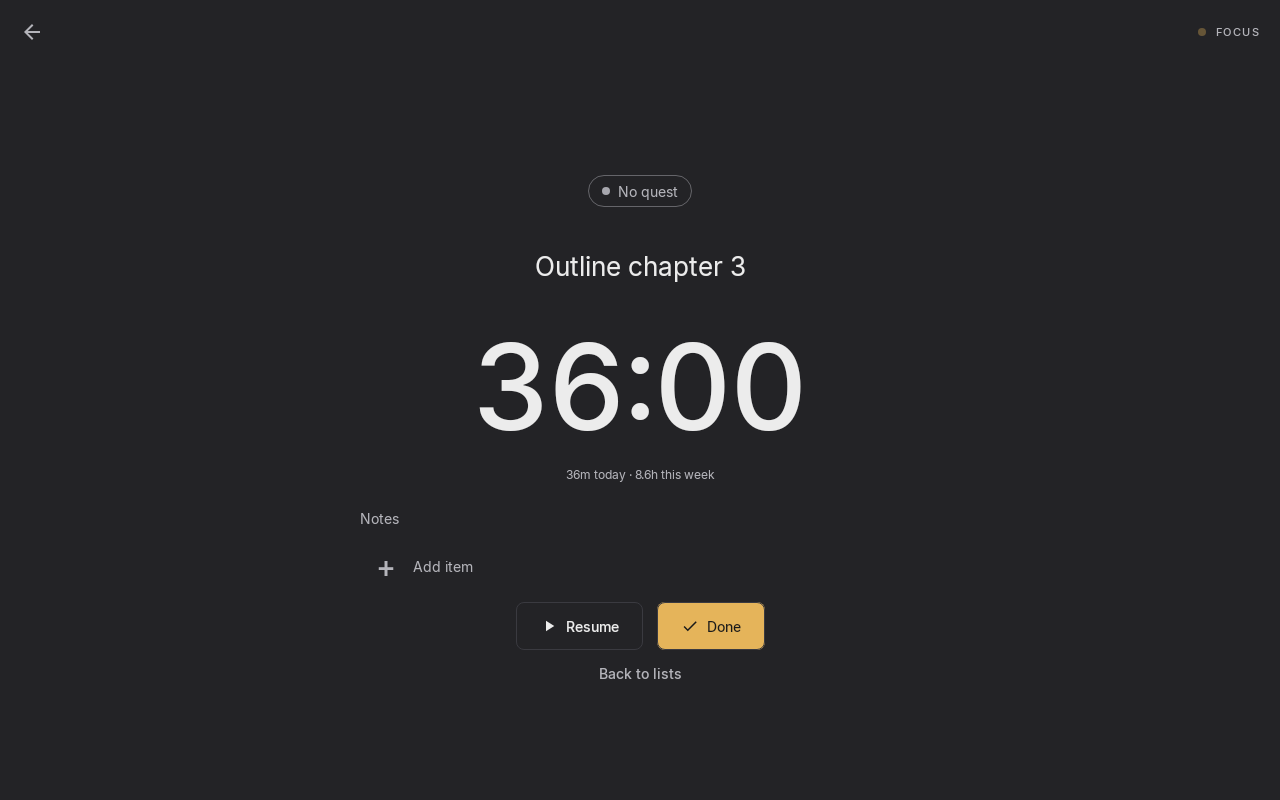 FOCUS
No quest
Outline chapter 3
36:00
36m today · 8.6h this week
Notes
Add item
Resume
Done
Back to lists